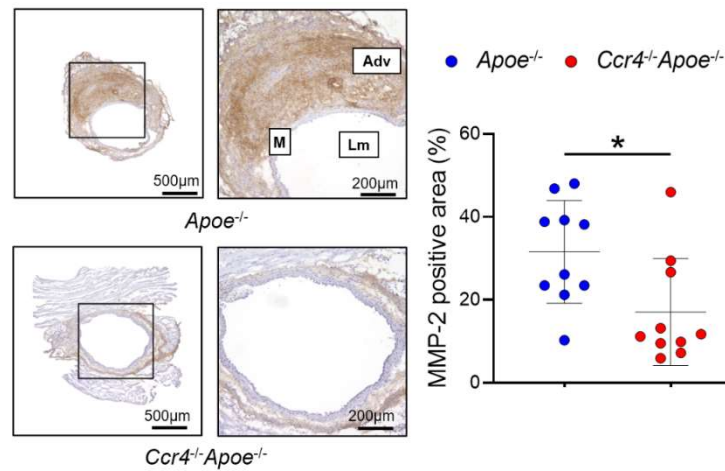 Adv
M
Lm
500µm
200µm
Apoe-/-
500µm
200µm
Ccr4-/-Apoe-/-
Apoe-/- Ccr4-/-Apoe-/-
MMP-2 positive area (%)
60
*
40
20
0